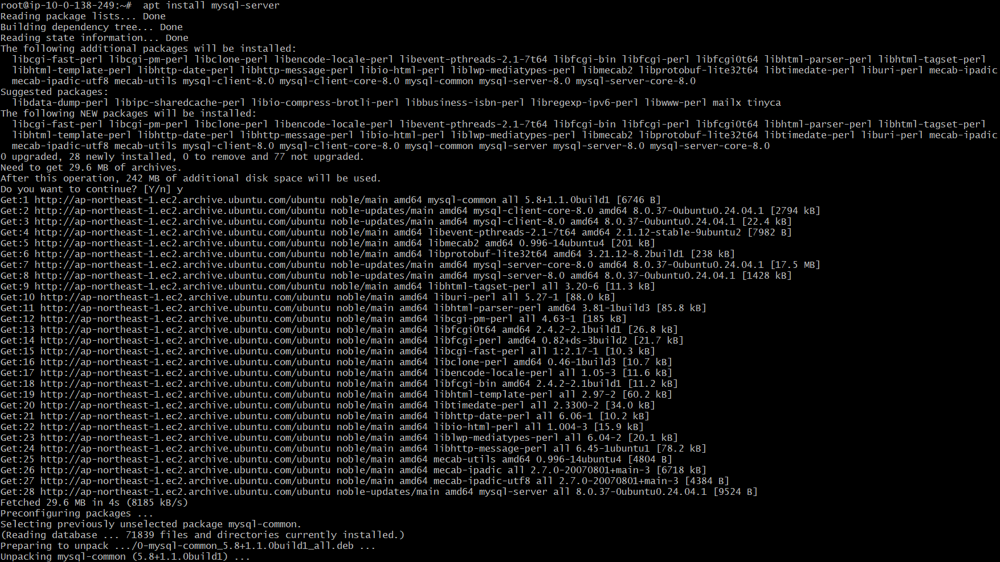 root@ip-10-0-138-249:~#  apt install mysql-server
Reading package lists... Done
Building dependency tree... Done
Reading state information... Done
The following additional packages will be installed:
  libcgi-fast-perl libcgi-pm-perl libclone-perl libencode-locale-perl libevent-pthreads-2.1-7t64 libfcgi-bin libfcgi-perl libfcgi0t64 libhtml-parser-perl libhtml-tagset-perl
  libhtml-template-perl libhttp-date-perl libhttp-message-perl libio-html-perl liblwp-mediatypes-perl libmecab2 libprotobuf-lite32t64 libtimedate-perl liburi-perl mecab-ipadic
  mecab-ipadic-utf8 mecab-utils mysql-client-8.0 mysql-client-core-8.0 mysql-common mysql-server-8.0 mysql-server-core-8.0
Suggested packages:
  libdata-dump-perl libipc-sharedcache-perl libio-compress-brotli-perl libbusiness-isbn-perl libregexp-ipv6-perl libwww-perl mailx tinyca
The following NEW packages will be installed:
  libcgi-fast-perl libcgi-pm-perl libclone-perl libencode-locale-perl libevent-pthreads-2.1-7t64 libfcgi-bin libfcgi-perl libfcgi0t64 libhtml-parser-perl libhtml-tagset-perl
  libhtml-template-perl libhttp-date-perl libhttp-message-perl libio-html-perl liblwp-mediatypes-perl libmecab2 libprotobuf-lite32t64 libtimedate-perl liburi-perl mecab-ipadic
  mecab-ipadic-utf8 mecab-utils mysql-client-8.0 mysql-client-core-8.0 mysql-common mysql-server mysql-server-8.0 mysql-server-core-8.0
0 upgraded, 28 newly installed, 0 to remove and 77 not upgraded.
Need to get 29.6 MB of archives.
After this operation, 242 MB of additional disk space will be used.
Do you want to continue? [Y/n] y
Get:1 http://ap-northeast-1.ec2.archive.ubuntu.com/ubuntu noble/main amd64 mysql-common all 5.8+1.1.0build1 [6746 B]
Get:2 http://ap-northeast-1.ec2.archive.ubuntu.com/ubuntu noble-updates/main amd64 mysql-client-core-8.0 amd64 8.0.37-0ubuntu0.24.04.1 [2794 kB]
Get:3 http://ap-northeast-1.ec2.archive.ubuntu.com/ubuntu noble-updates/main amd64 mysql-client-8.0 amd64 8.0.37-0ubuntu0.24.04.1 [22.4 kB]
Get:4 http://ap-northeast-1.ec2.archive.ubuntu.com/ubuntu noble/main amd64 libevent-pthreads-2.1-7t64 amd64 2.1.12-stable-9ubuntu2 [7982 B]
Get:5 http://ap-northeast-1.ec2.archive.ubuntu.com/ubuntu noble/main amd64 libmecab2 amd64 0.996-14ubuntu4 [201 kB]
Get:6 http://ap-northeast-1.ec2.archive.ubuntu.com/ubuntu noble/main amd64 libprotobuf-lite32t64 amd64 3.21.12-8.2build1 [238 kB]
Get:7 http://ap-northeast-1.ec2.archive.ubuntu.com/ubuntu noble-updates/main amd64 mysql-server-core-8.0 amd64 8.0.37-0ubuntu0.24.04.1 [17.5 MB]
Get:8 http://ap-northeast-1.ec2.archive.ubuntu.com/ubuntu noble-updates/main amd64 mysql-server-8.0 amd64 8.0.37-0ubuntu0.24.04.1 [1428 kB]
Get:9 http://ap-northeast-1.ec2.archive.ubuntu.com/ubuntu noble/main amd64 libhtml-tagset-perl all 3.20-6 [11.3 kB]
Get:10 http://ap-northeast-1.ec2.archive.ubuntu.com/ubuntu noble/main amd64 liburi-perl all 5.27-1 [88.0 kB]
Get:11 http://ap-northeast-1.ec2.archive.ubuntu.com/ubuntu noble/main amd64 libhtml-parser-perl amd64 3.81-1build3 [85.8 kB]
Get:12 http://ap-northeast-1.ec2.archive.ubuntu.com/ubuntu noble/main amd64 libcgi-pm-perl all 4.63-1 [185 kB]
Get:13 http://ap-northeast-1.ec2.archive.ubuntu.com/ubuntu noble/main amd64 libfcgi0t64 amd64 2.4.2-2.1build1 [26.8 kB]
Get:14 http://ap-northeast-1.ec2.archive.ubuntu.com/ubuntu noble/main amd64 libfcgi-perl amd64 0.82+ds-3build2 [21.7 kB]
Get:15 http://ap-northeast-1.ec2.archive.ubuntu.com/ubuntu noble/main amd64 libcgi-fast-perl all 1:2.17-1 [10.3 kB]
Get:16 http://ap-northeast-1.ec2.archive.ubuntu.com/ubuntu noble/main amd64 libclone-perl amd64 0.46-1build3 [10.7 kB]
Get:17 http://ap-northeast-1.ec2.archive.ubuntu.com/ubuntu noble/main amd64 libencode-locale-perl all 1.05-3 [11.6 kB]
Get:18 http://ap-northeast-1.ec2.archive.ubuntu.com/ubuntu noble/main amd64 libfcgi-bin amd64 2.4.2-2.1build1 [11.2 kB]
Get:19 http://ap-northeast-1.ec2.archive.ubuntu.com/ubuntu noble/main amd64 libhtml-template-perl all 2.97-2 [60.2 kB]
Get:20 http://ap-northeast-1.ec2.archive.ubuntu.com/ubuntu noble/main amd64 libtimedate-perl all 2.3300-2 [34.0 kB]
Get:21 http://ap-northeast-1.ec2.archive.ubuntu.com/ubuntu noble/main amd64 libhttp-date-perl all 6.06-1 [10.2 kB]
Get:22 http://ap-northeast-1.ec2.archive.ubuntu.com/ubuntu noble/main amd64 libio-html-perl all 1.004-3 [15.9 kB]
Get:23 http://ap-northeast-1.ec2.archive.ubuntu.com/ubuntu noble/main amd64 liblwp-mediatypes-perl all 6.04-2 [20.1 kB]
Get:24 http://ap-northeast-1.ec2.archive.ubuntu.com/ubuntu noble/main amd64 libhttp-message-perl all 6.45-1ubuntu1 [78.2 kB]
Get:25 http://ap-northeast-1.ec2.archive.ubuntu.com/ubuntu noble/main amd64 mecab-utils amd64 0.996-14ubuntu4 [4804 B]
Get:26 http://ap-northeast-1.ec2.archive.ubuntu.com/ubuntu noble/main amd64 mecab-ipadic all 2.7.0-20070801+main-3 [6718 kB]
Get:27 http://ap-northeast-1.ec2.archive.ubuntu.com/ubuntu noble/main amd64 mecab-ipadic-utf8 all 2.7.0-20070801+main-3 [4384 B]
Get:28 http://ap-northeast-1.ec2.archive.ubuntu.com/ubuntu noble-updates/main amd64 mysql-server all 8.0.37-0ubuntu0.24.04.1 [9524 B]
Fetched 29.6 MB in 4s (8185 kB/s)
Preconfiguring packages ...
Selecting previously unselected package mysql-common.
(Reading database ... 71839 files and directories currently installed.)
Preparing to unpack .../0-mysql-common_5.8+1.1.0build1_all.deb ...
Unpacking mysql-common (5.8+1.1.0build1) ...